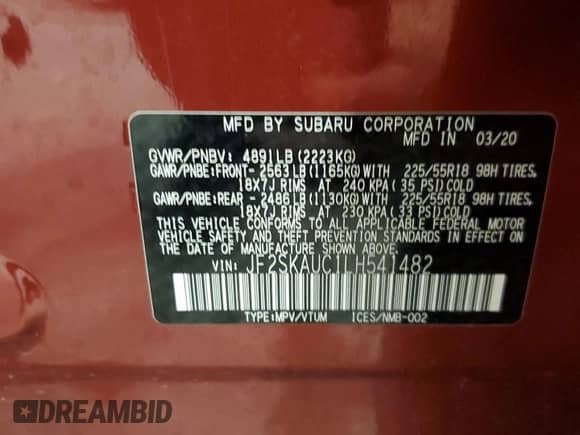 MFD BY SUBARU CORPORATION
MFD IN 03/20
GVWR/PNBV: 4891LB(2223KG)
GAWR/PNBE:FRONT- 2563LB(1165KG)WITH 225/55R18 98H TIRES,
18X7J RIMS AT 240 KPA(35 PSI)COLD
GAWR/PNBE:REAR - 2486LB(1130KG)WITH 225/55R18 98H TIRES,
18X7J RIMS AT 230 KPA(33 PSI)COLD
THIS VEHICLE CONFORMS TO ALL APPLICABLE FEDERAL MOTOR
VEHICLE SAFETY AND BUMPER STANDARDS IN EFFECT ON
THE DATE OF MANUFACTURE SHOWN ABOVE.
VIN: JF2SKAUC1LH541482
TYPE:MPV/VTUM ICES/NMB-002
DREAMBID